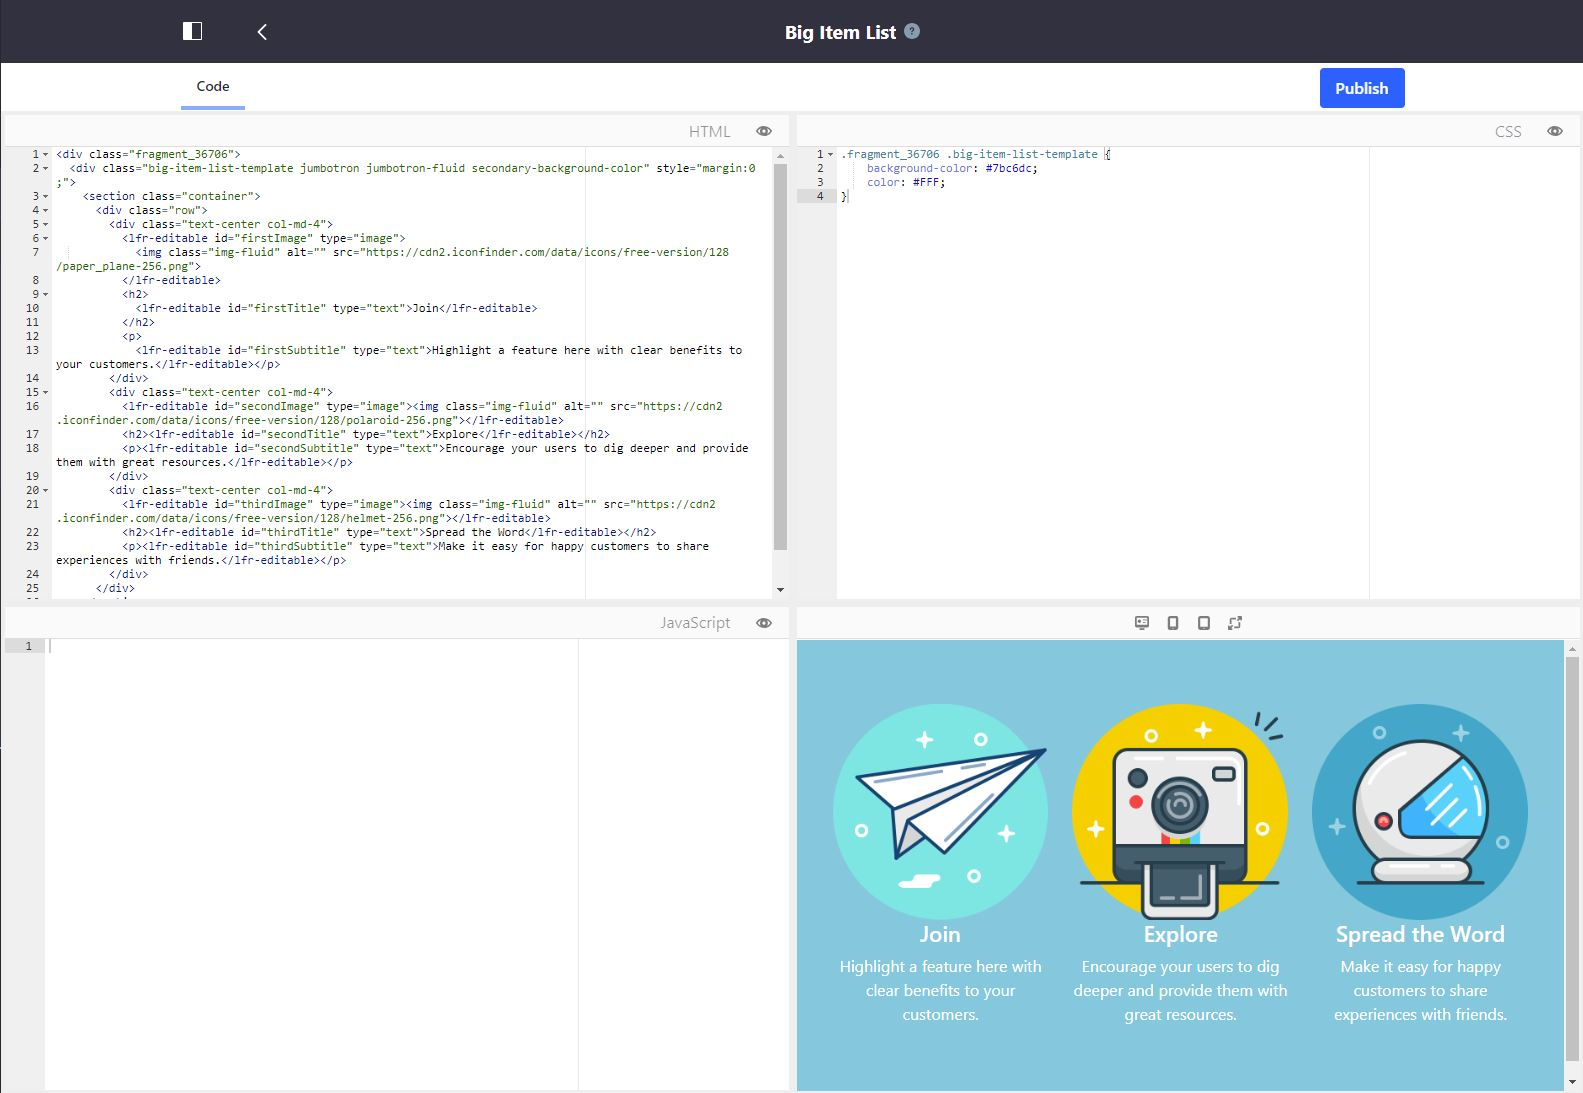 Big Item List ?
Code
Publish
HTML
1 <div class="fragment_36706">
2 <div class="big-item-list-template jumbotron jumbotron-fluid secondary-background-color" style="margin:0
;">
3 <section class="container">
4 <div class="row">
5 <div class="text-center col-md-4">
6 <lfr-editable id="firstImage" type="image">
7 <img class="img-fluid" alt="" src="https://cdn2.iconfinder.com/data/icons/free-version/128
/paper_plane-256.png">
8 </lfr-editable>
9 <h2>
10 <lfr-editable id="firstTitle" type="text">Join</lfr-editable>
11 </h2>
12 <p>
13 <lfr-editable id="firstSubtitle" type="text">Highlight a feature here with clear benefits to
your customers.</lfr-editable></p>
14 </div>
15 <div class="text-center col-md-4">
16 <lfr-editable id="secondImage" type="image"><img class="img-fluid" alt="" src="https://cdn2
.iconfinder.com/data/icons/free-version/128/polaroid-256.png"></lfr-editable>
17 <h2><lfr-editable id="secondTitle" type="text">Explore</lfr-editable></h2>
18 <p><lfr-editable id="secondSubtitle" type="text">Encourage your users to dig deeper and provide
them with great resources.</lfr-editable></p>
19 </div>
20 <div class="text-center col-md-4">
21 <lfr-editable id="thirdImage" type="image"><img class="img-fluid" alt="" src="https://cdn2
.iconfinder.com/data/icons/free-version/128/helmet-256.png"></lfr-editable>
22 <h2><lfr-editable id="thirdTitle" type="text">Spread the Word</lfr-editable></h2>
23 <p><lfr-editable id="thirdSubtitle" type="text">Make it easy for happy customers to share
experiences with friends.</lfr-editable></p>
24 </div>
25 </div>
CSS
1 .fragment_36706 .big-item-list-template {
2 background-color: #7bc6dc;
3 color: #FFF;
4 }
JavaScript
1
Join
Highlight a feature here with
clear benefits to your
customers.
Explore
Encourage your users to dig
deeper and provide them with
great resources.
Spread the Word
Make it easy for happy
customers to share
experiences with friends.